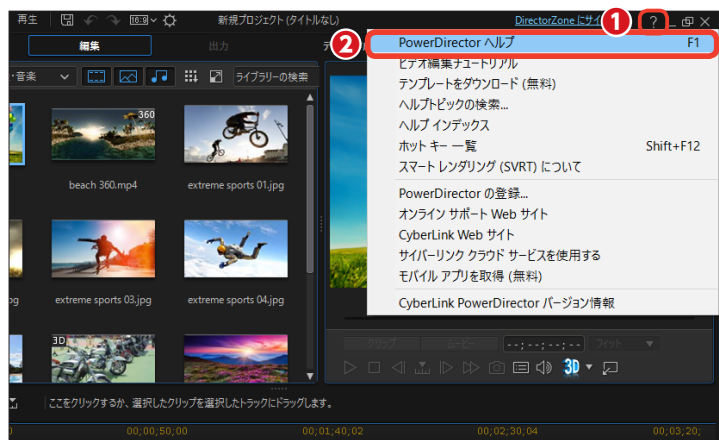 再生
16:9
新規プロジェクト (タイトルなし)
DirectorZone にサイ
1
?
編集
出力
2
PowerDirector ヘルプ F1
ビデオ編集チュートリアル
テンプレートをダウンロード (無料)
ヘルプトピックの検索...
ヘルプ インデックス
ホット キー 一覧 Shift+F12
スマート レンダリング (SVRT) について
PowerDirector の登録...
オンライン サポート Web サイト
CyberLink Web サイト
サイバーリンク クラウド サービスを使用する
モバイル アプリを取得 (無料)
CyberLink PowerDirector バージョン情報
・音楽
ライブラリーの検索
360
beach 360.mp4
extreme sports 01.jpg
pg
extreme sports 03.jpg
extreme sports 04.jpg
3D
クリップ
ムービー
--;--;--;--
フィット
3D
ここをクリックするか、選択したクリップを選択したトラックにドラッグします。
00;00;50;00
00;01;40;02
00;02;30;04
00;03;20;